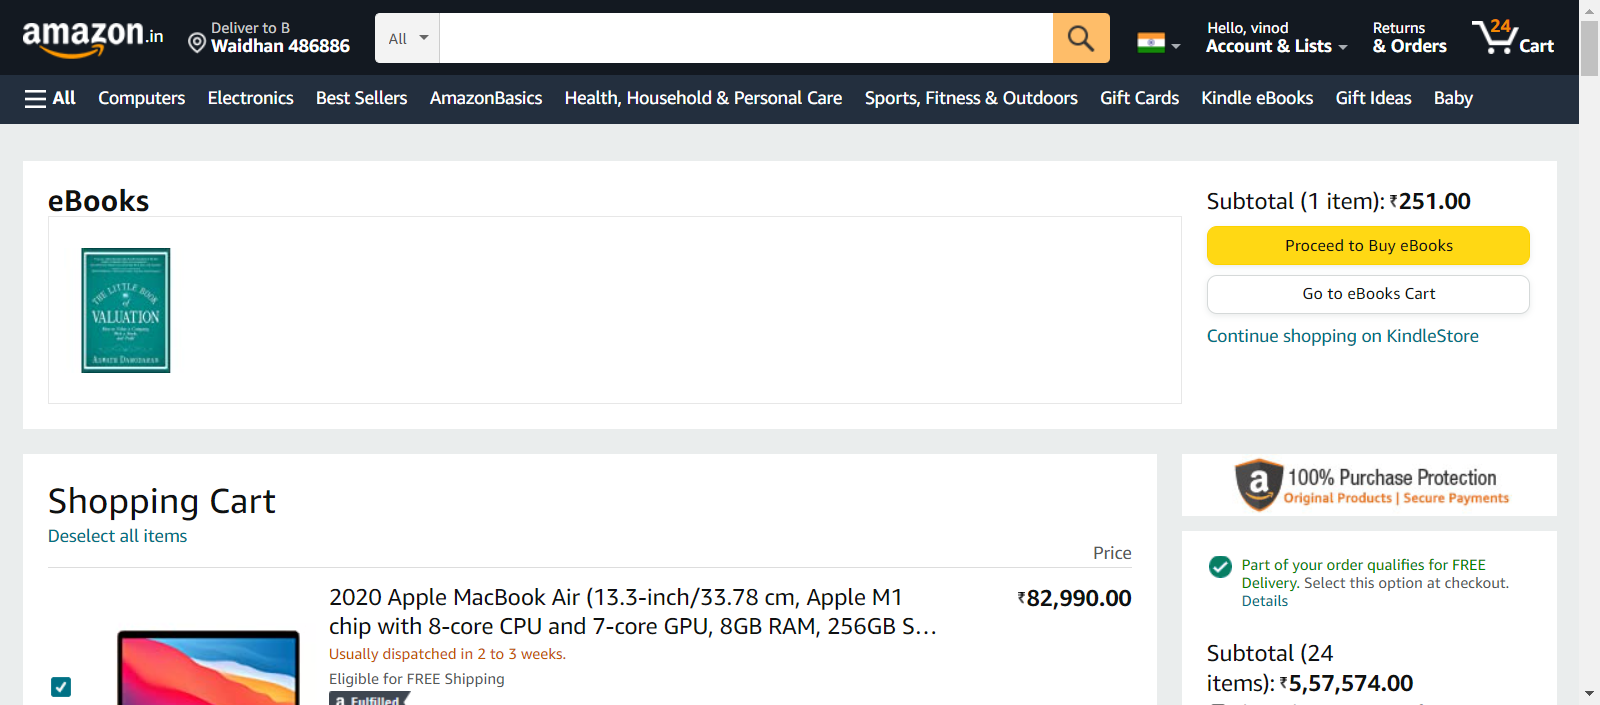 amazon.in
Deliver to B
Waidhan 486886
All
Hello, vinod
Account & Lists
Returns
& Orders
24
Cart
All Computers Electronics Best Sellers AmazonBasics Health, Household & Personal Care Sports, Fitness & Outdoors Gift Cards Kindle eBooks Gift Ideas Baby
eBooks
THE LITTLE BOOK
of
VALUATION
ASWATH DAMODARAN
Subtotal (1 item): ₹251.00
Proceed to Buy eBooks
Go to eBooks Cart
Continue shopping on KindleStore
Shopping Cart
Deselect all items
Price
2020 Apple MacBook Air (13.3-inch/33.78 cm, Apple M1
chip with 8-core CPU and 7-core GPU, 8GB RAM, 256GB S…
₹82,990.00
Usually dispatched in 2 to 3 weeks.
Eligible for FREE Shipping
a Fulfilled
a 100% Purchase Protection
Original Products | Secure Payments
Part of your order qualifies for FREE
Delivery. Select this option at checkout.
Details
Subtotal (24
items): ₹5,57,574.00